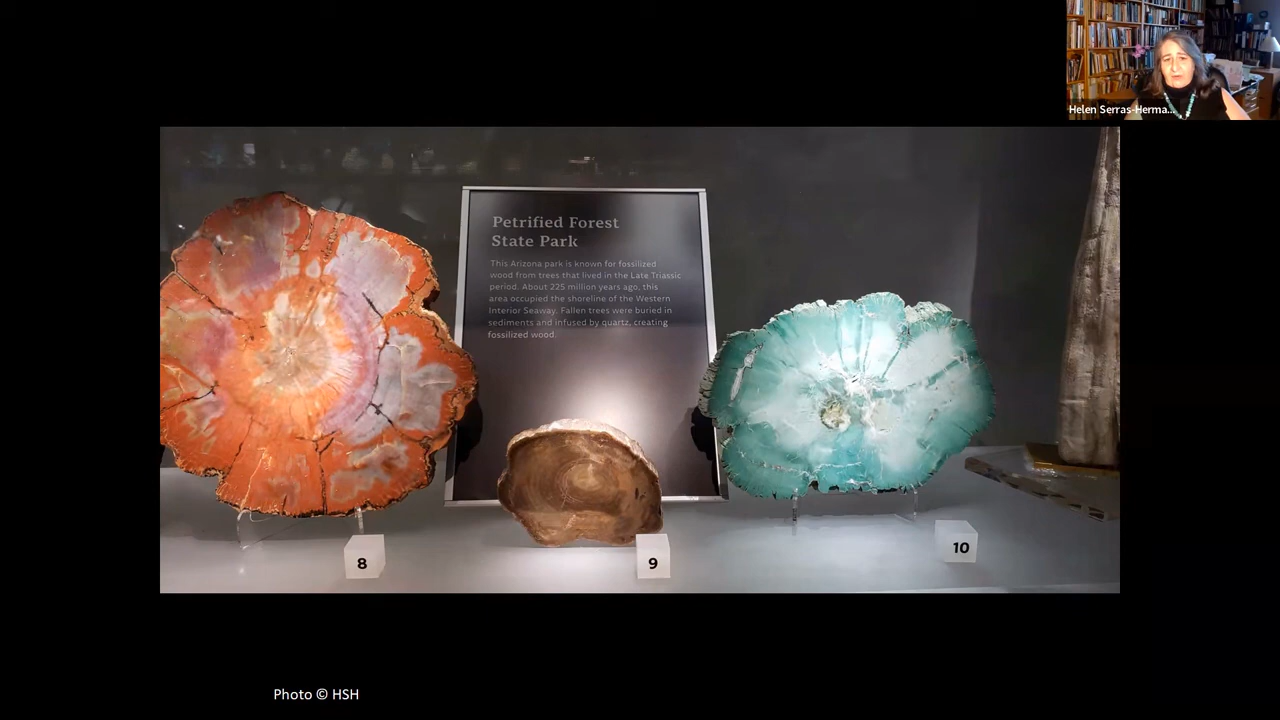 Helen Serras-Herma...
Petrified Forest
State Park
This Arizona park is known for fossilized
wood from trees that lived in the Late Triassic
period. About 225 million years ago, this
area occupied the shoreline of the Western
Interior Seaway. Fallen trees were buried in
sediments and infused by quartz, creating
fossilized wood.
8
9
10
Photo © HSH